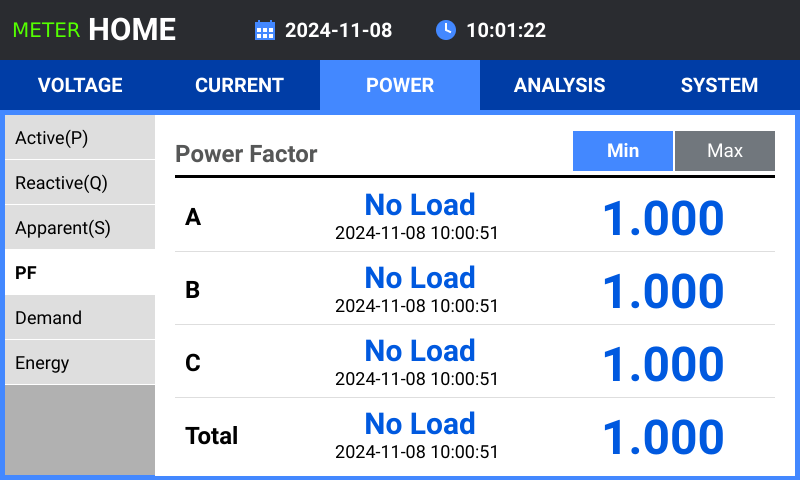 METER HOME 2024-11-08 10:01:22
VOLTAGE CURRENT POWER ANALYSIS SYSTEM
Active(P)
Reactive(Q)
Apparent(S)
PF
Demand
Energy
Power Factor Min Max
A No Load 1.000
2024-11-08 10:00:51
B No Load 1.000
2024-11-08 10:00:51
C No Load 1.000
2024-11-08 10:00:51
Total No Load 1.000
2024-11-08 10:00:51